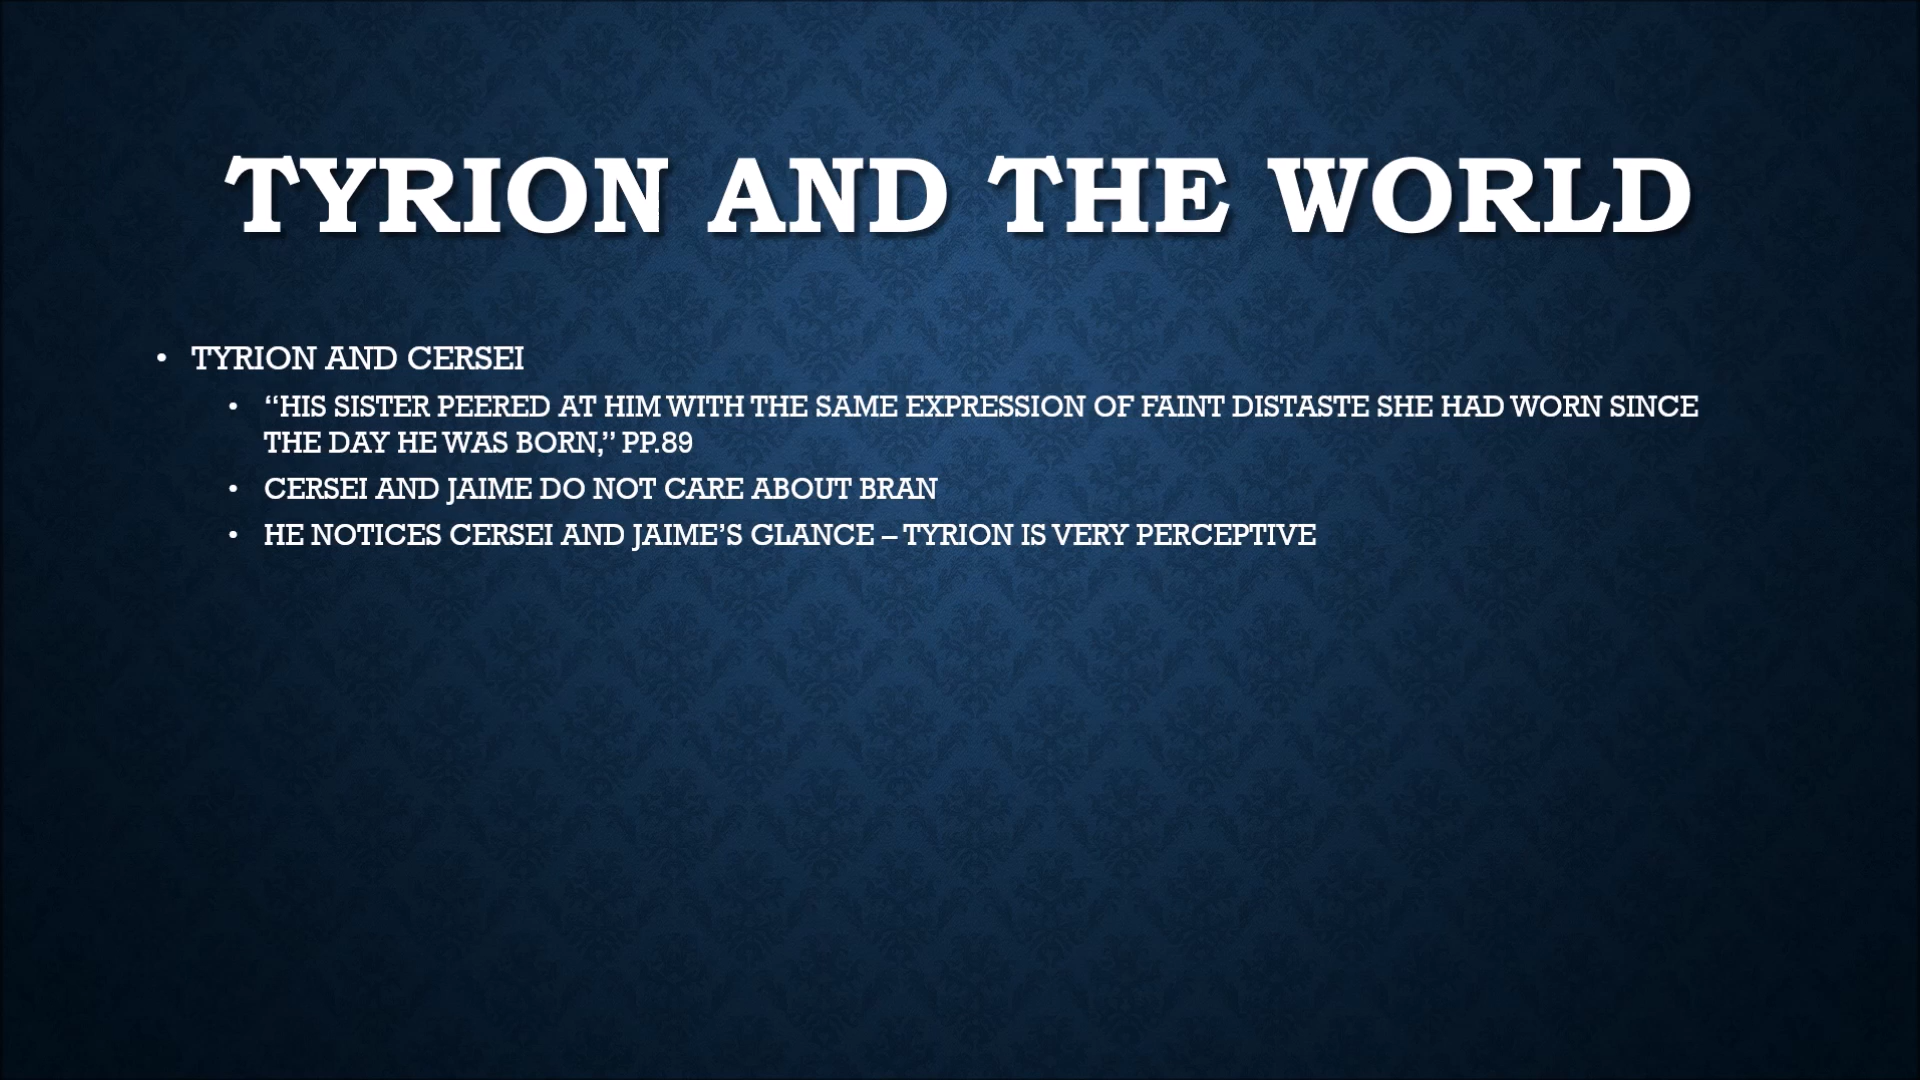 TYRION AND THE WORLD
• TYRION AND CERSEI
• “HIS SISTER PEERED AT HIM WITH THE SAME EXPRESSION OF FAINT DISTASTE SHE HAD WORN SINCE
THE DAY HE WAS BORN,” PP.89
• CERSEI AND JAIME DO NOT CARE ABOUT BRAN
• HE NOTICES CERSEI AND JAIME’S GLANCE – TYRION IS VERY PERCEPTIVE